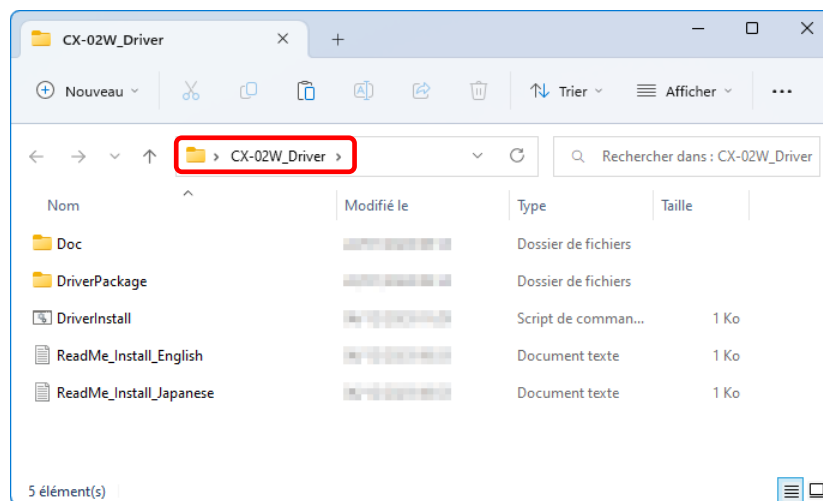 CX-02W_Driver
Nouveau
Trier
Afficher
CX-02W_Driver
Rechercher dans : CX-02W_Driver
Nom Modifié le Type Taille
Doc Dossier de fichiers
DriverPackage Dossier de fichiers
DriverInstall Script de comman... 1 Ko
ReadMe_Install_English Document texte 1 Ko
ReadMe_Install_Japanese Document texte 1 Ko
5 élément(s)